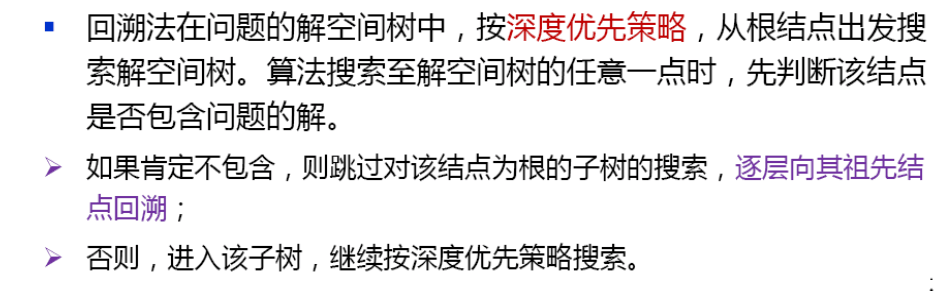 ▪ 回溯法在问题的解空间树中，按深度优先策略，从根结点出发搜
索解空间树。算法搜索至解空间树的任意一点时，先判断该结点
是否包含问题的解。
➢ 如果肯定不包含，则跳过对该结点为根的子树的搜索，逐层向其祖先结
点回溯；
➢ 否则，进入该子树，继续按深度优先策略搜索。